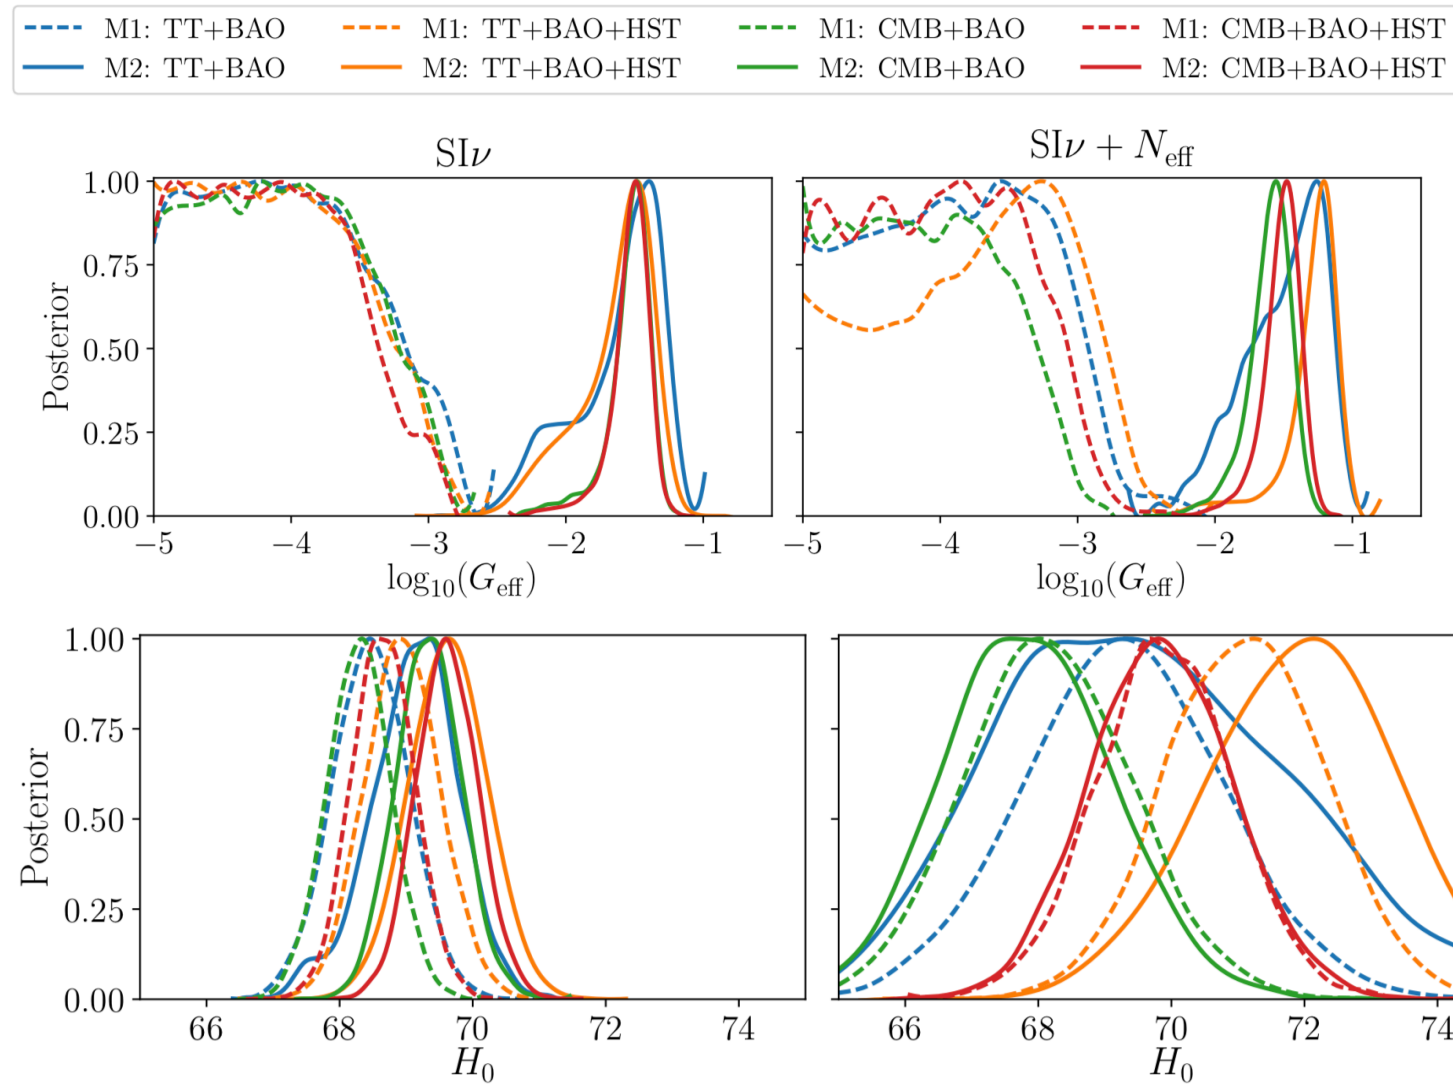 M1: TT+BAO M1: TT+BAO+HST M1: CMB+BAO M1: CMB+BAO+HST
M2: TT+BAO M2: TT+BAO+HST M2: CMB+BAO M2: CMB+BAO+HST
SIν SIν + N_eff
1.00
0.75
0.50
0.25
0.00
Posterior
−5 −4 −3 −2 −1 −5 −4 −3 −2 −1
log₁₀(G_eff) log₁₀(G_eff)
1.00
0.75
0.50
0.25
0.00
Posterior
66 68 70 72 74 66 68 70 72 74
H₀ H₀